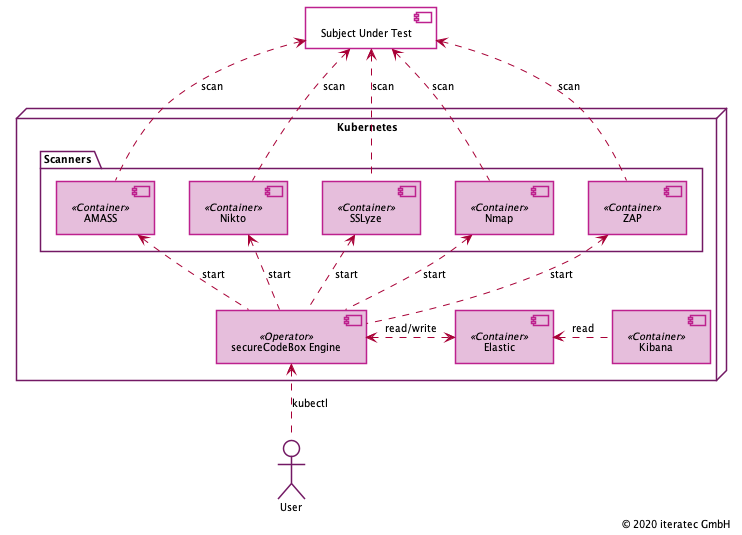 Subject Under Test
scan
scan
scan
scan
scan
Kubernetes
Scanners
«Container»
AMASS
«Container»
Nikto
«Container»
SSLyze
«Container»
Nmap
«Container»
ZAP
start
start
start
start
start
«Operator»
secureCodeBox Engine
read/write
«Container»
Elastic
read
«Container»
Kibana
kubectl
User
© 2020 iteratec GmbH